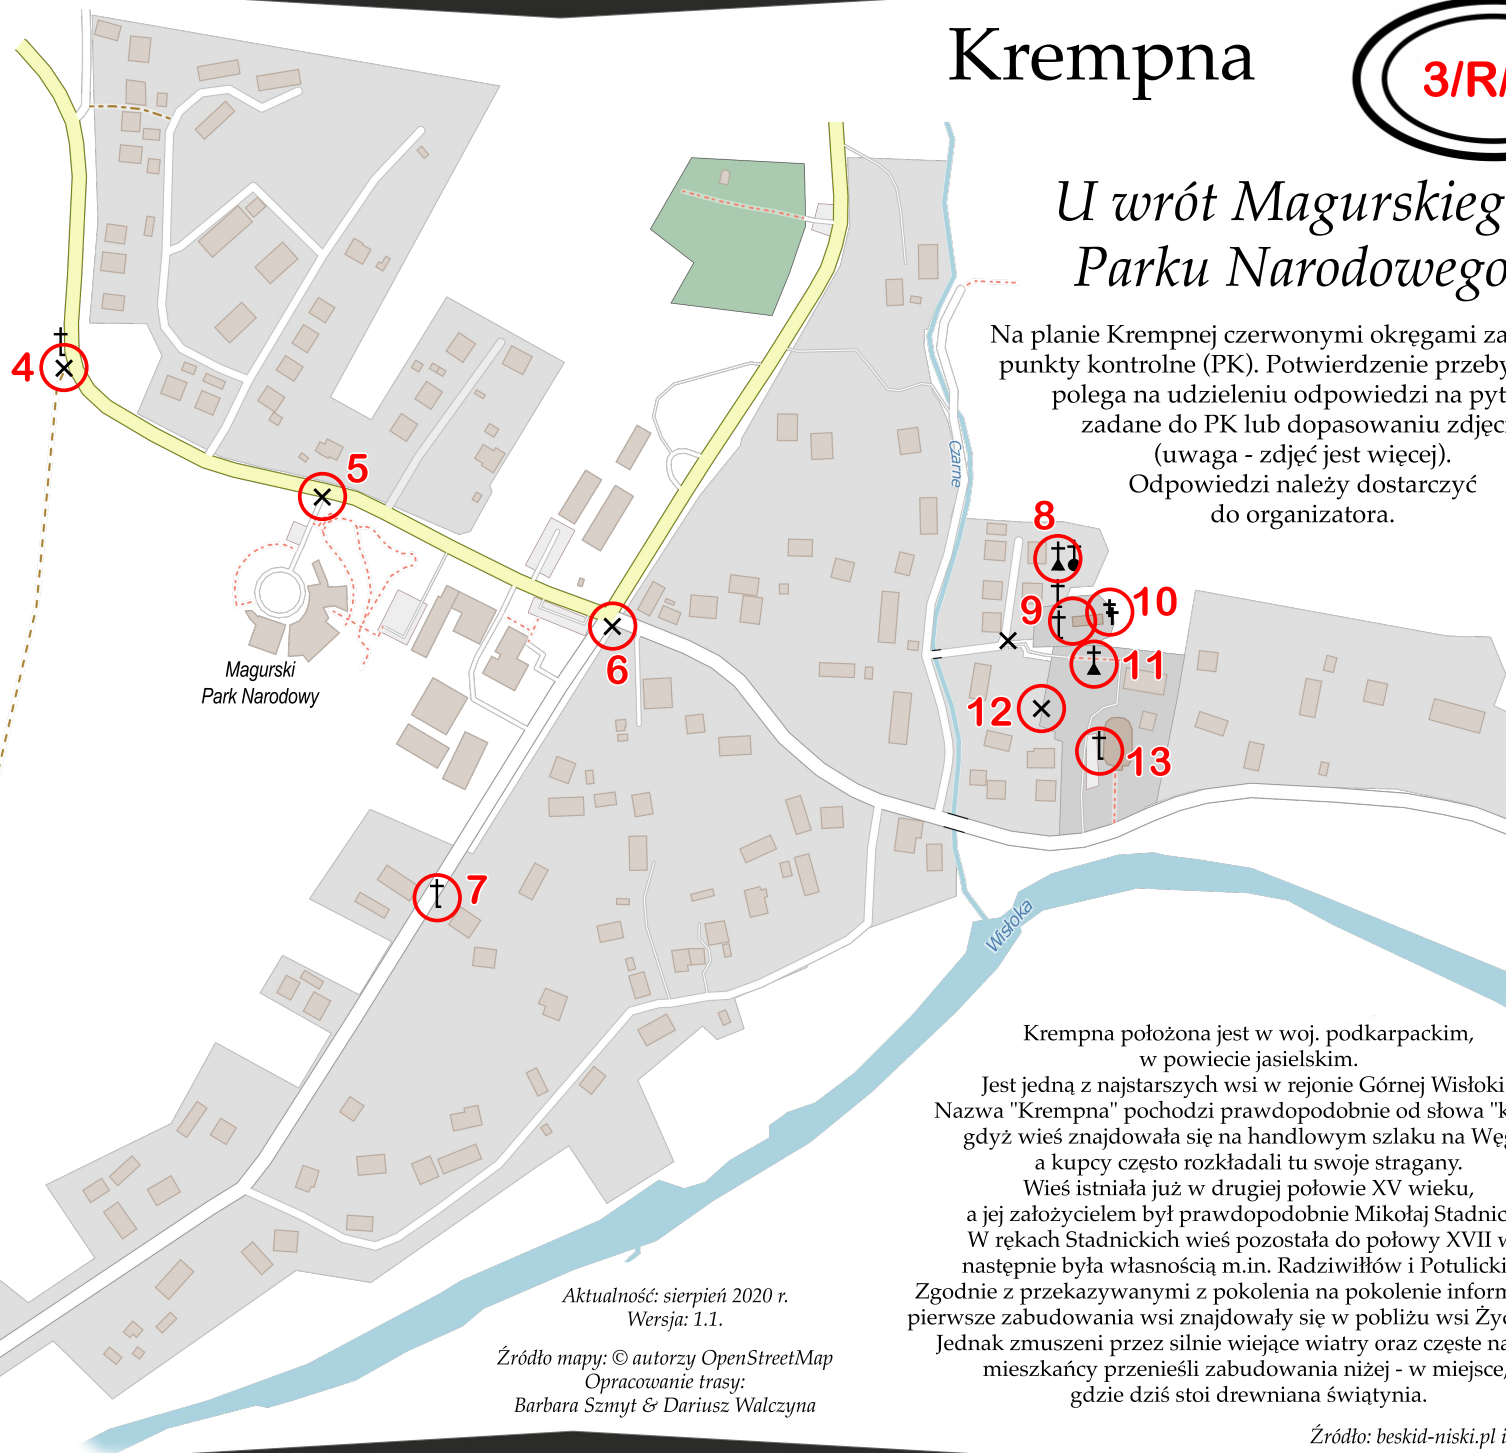 Krempna
3/R/
U wrót Magurskieg
Parku Narodowego
Na planie Krempnej czerwonymi okręgami za
punkty kontrolne (PK). Potwierdzenie przeby
polega na udzieleniu odpowiedzi na pyt
zadane do PK lub dopasowaniu zdjęc
(uwaga - zdjęć jest więcej).
Odpowiedzi należy dostarczyć
do organizatora.
4
5
6
7
8
9
10
11
12
13
Magurski
Park Narodowy
Czarne
Wisłoka
Krempna położona jest w woj. podkarpackim,
w powiecie jasielskim.
Jest jedną z najstarszych wsi w rejonie Górnej Wisłoki
Nazwa "Krempna" pochodzi prawdopodobnie od słowa "k
gdyż wieś znajdowała się na handlowym szlaku na Węg
a kupcy często rozkładali tu swoje stragany.
Wieś istniała już w drugiej połowie XV wieku,
a jej założycielem był prawdopodobnie Mikołaj Stadnic
W rękach Stadnickich wieś pozostała do połowy XVII w
następnie była własnością m.in. Radziwiłłów i Potulicki
Zgodnie z przekazywanymi z pokolenia na pokolenie inform
pierwsze zabudowania wsi znajdowały się w pobliżu wsi Życ
Jednak zmuszeni przez silnie wiejące wiatry oraz częste na
mieszkańcy przenieśli zabudowania niżej - w miejsce,
gdzie dziś stoi drewniana świątynia.
Źródło: beskid-niski.pl i
Aktualność: sierpień 2020 r.
Wersja: 1.1.
Źródło mapy: © autorzy OpenStreetMap
Opracowanie trasy:
Barbara Szmyt & Dariusz Walczyna